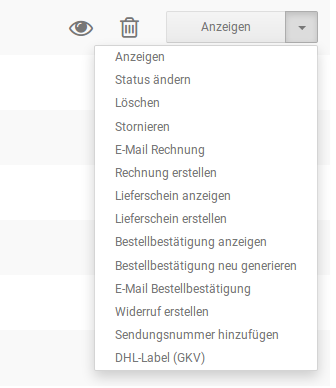 Anzeigen
Anzeigen
Status ändern
Löschen
Stornieren
E-Mail Rechnung
Rechnung erstellen
Lieferschein anzeigen
Lieferschein erstellen
Bestellbestätigung anzeigen
Bestellbestätigung neu generieren
E-Mail Bestellbestätigung
Widerruf erstellen
Sendungsnummer hinzufügen
DHL-Label (GKV)